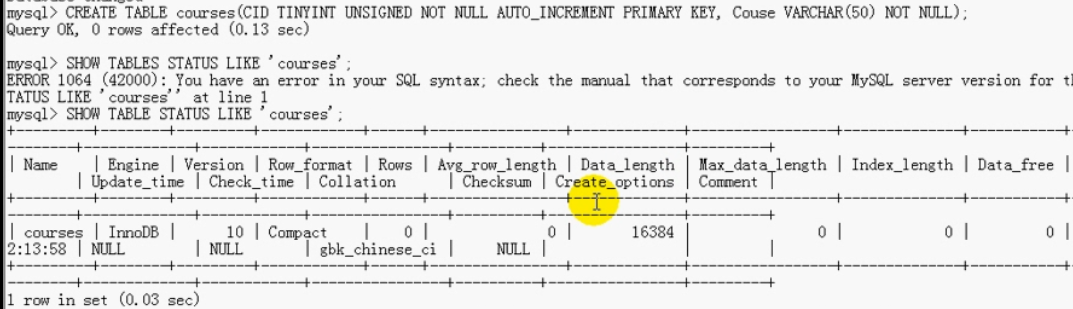 mysql> CREATE TABLE courses(CID TINYINT UNSIGNED NOT NULL AUTO_INCREMENT PRIMARY KEY, Couse VARCHAR(50) NOT NULL);
Query OK, 0 rows affected (0.13 sec)
mysql> SHOW TABLES STATUS LIKE 'courses';
ERROR 1064 (42000): You have an error in your SQL syntax; check the manual that corresponds to your MySQL server version for th
TATUS LIKE 'courses'' at line 1
mysql> SHOW TABLE STATUS LIKE 'courses';
| Name | Engine | Version | Row_format | Rows | Avg_row_length | Data_length | Max_data_length | Index_length | Data_free |
| Update_time | Check_time | Collation | Checksum | Create_options | Comment |
| courses | InnoDB | 10 | Compact | 0 | 0 | 16384 | 0 | 0 | 0 |
2:13:58 | NULL | NULL | gbk_chinese_ci | NULL | | |
1 row in set (0.03 sec)